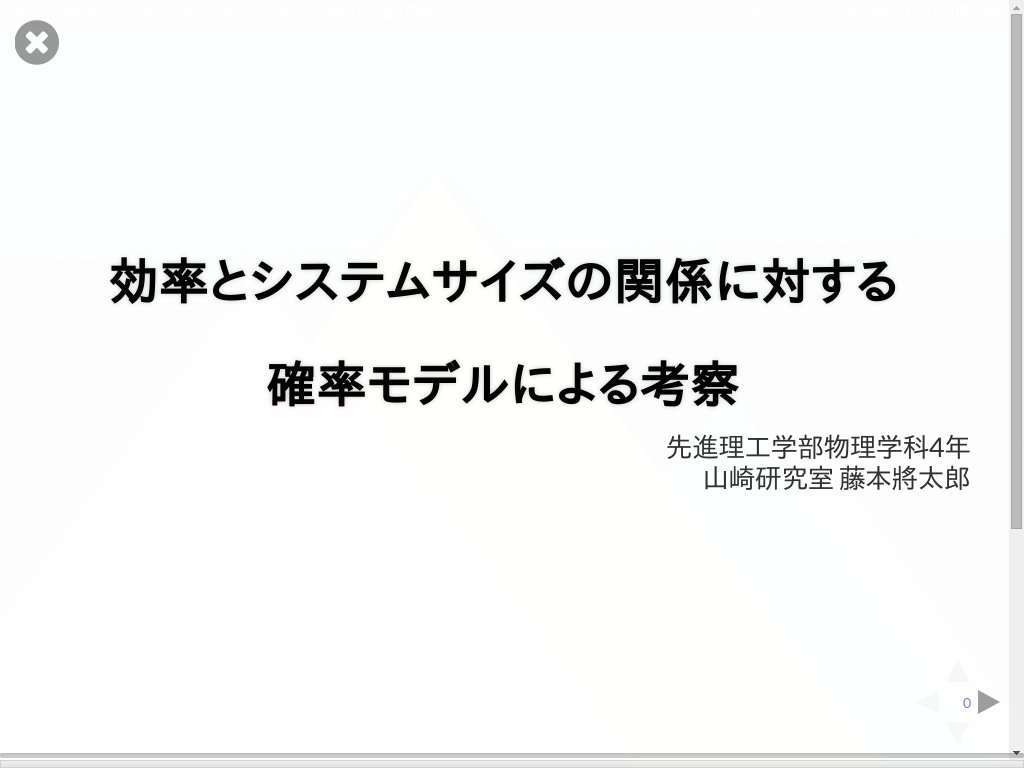 効率とシステムサイズの関係に対する
確率モデルによる考察
先進理工学部物理学科4年
山崎研究室 藤本將太郎
0